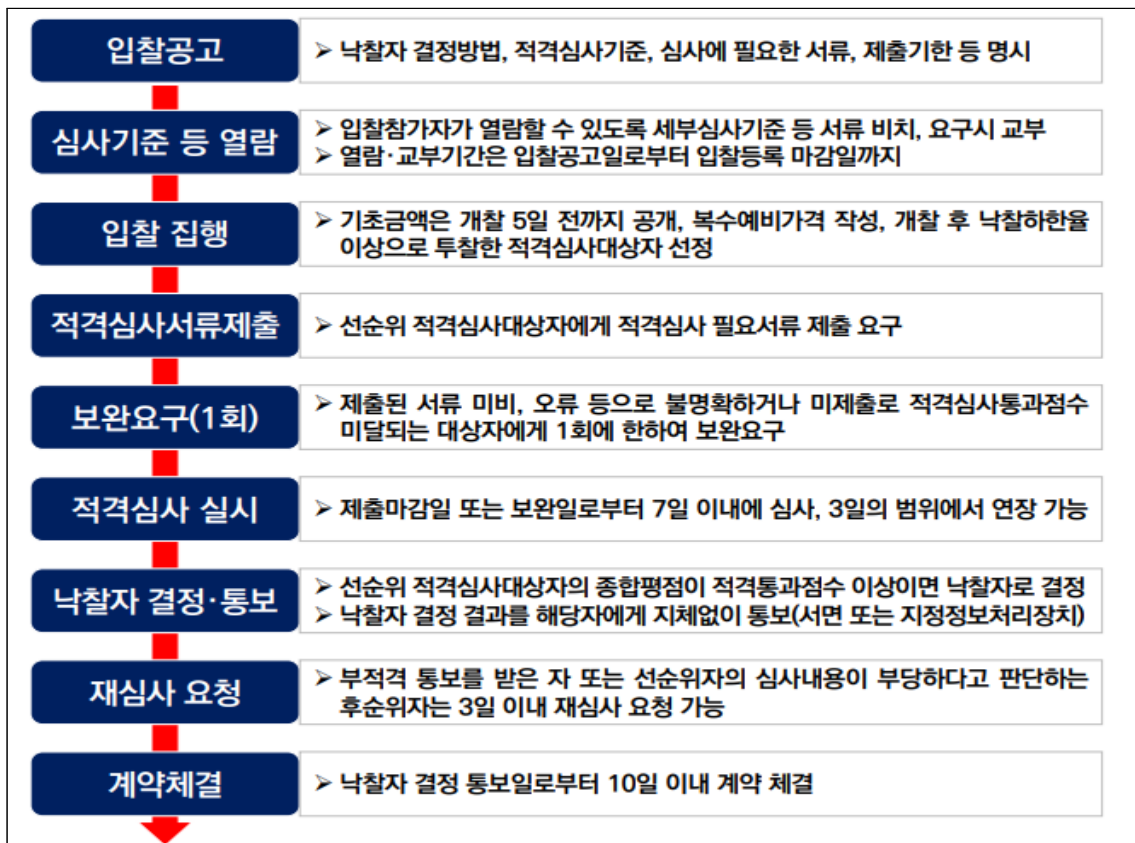 입찰공고
➢ 낙찰자 결정방법, 적격심사기준, 심사에 필요한 서류, 제출기한 등 명시
심사기준 등 열람
➢ 입찰참가자가 열람할 수 있도록 세부심사기준 등 서류 비치, 요구시 교부
➢ 열람·교부기간은 입찰공고일로부터 입찰등록 마감일까지
입찰 집행
➢ 기초금액은 개찰 5일 전까지 공개, 복수예비가격 작성, 개찰 후 낙찰하한율
이상으로 투찰한 적격심사대상자 선정
적격심사서류제출
➢ 선순위 적격심사대상자에게 적격심사 필요서류 제출 요구
보완요구(1회)
➢ 제출된 서류 미비, 오류 등으로 불명확하거나 미제출로 적격심사통과점수
미달되는 대상자에게 1회에 한하여 보완요구
적격심사 실시
➢ 제출마감일 또는 보완일로부터 7일 이내에 심사, 3일의 범위에서 연장 가능
낙찰자 결정·통보
➢ 선순위 적격심사대상자의 종합평점이 적격통과점수 이상이면 낙찰자로 결정
➢ 낙찰자 결정 결과를 해당자에게 지체없이 통보(서면 또는 지정정보처리장치)
재심사 요청
➢ 부적격 통보를 받은 자 또는 선순위자의 심사내용이 부당하다고 판단하는
후순위자는 3일 이내 재심사 요청 가능
계약체결
➢ 낙찰자 결정 통보일로부터 10일 이내 계약 체결